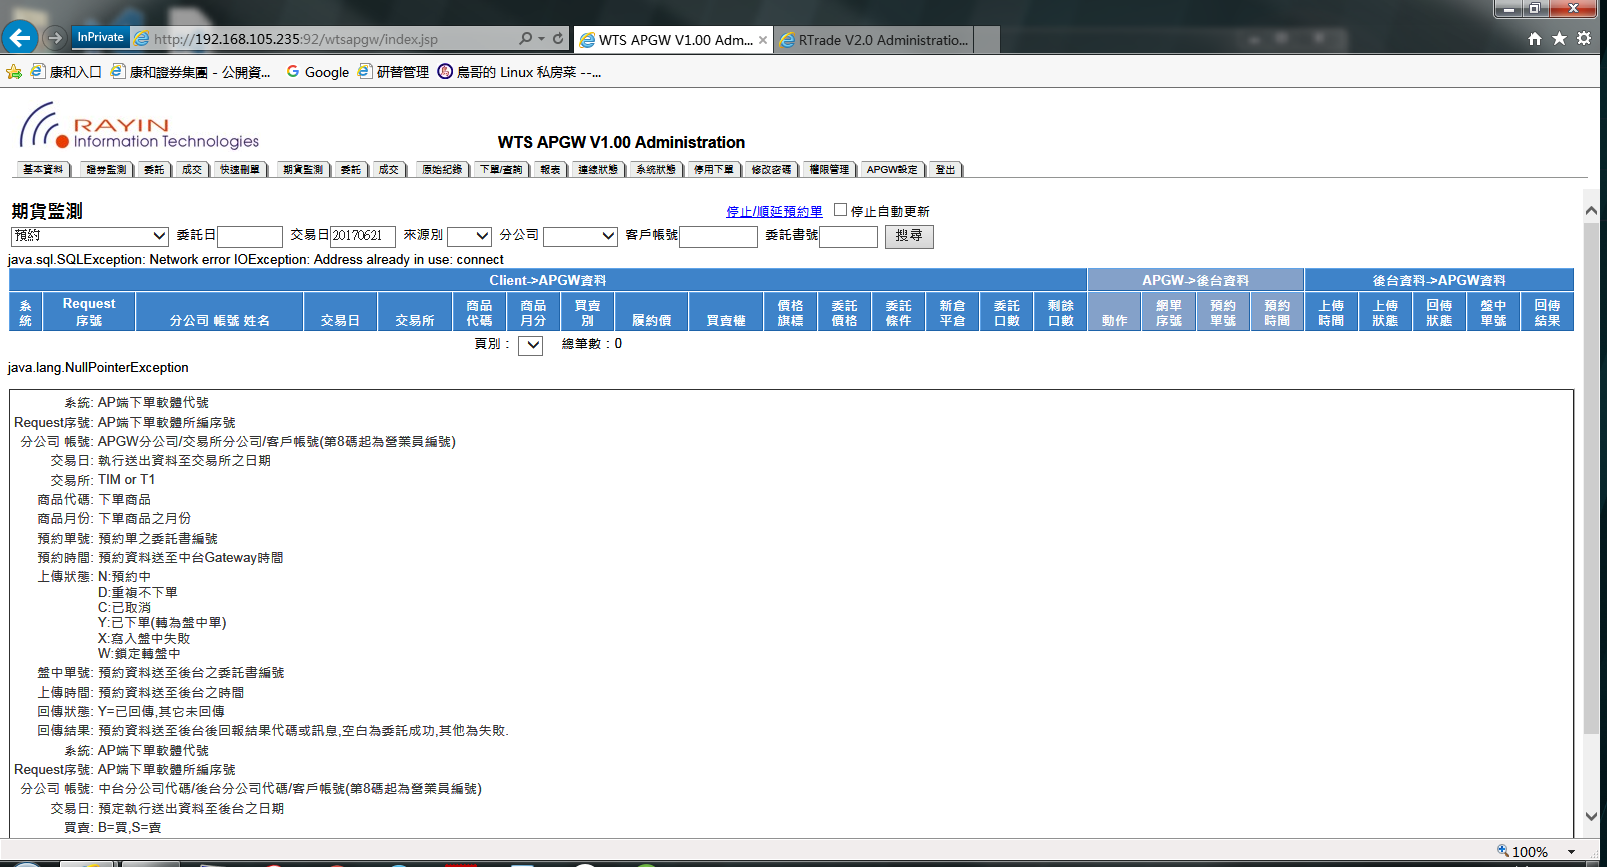 InPrivate http://192.168.105.235:92/wtsapgw/index.jsp WTS APGW V1.00 Adm... RTrade V2.0 Administratio...
康和入口 康和證券集團 - 公開資... Google 研替管理 鳥哥的 Linux 私房菜 --...
RAYIN
Information Technologies
WTS APGW V1.00 Administration
基本資料 證券監測 委託 成交 快速刪單 期貨監測 委託 成交 原始紀錄 下單/查詢 報表 連線狀態 系統狀態 停用下單 修改密碼 權限管理 APGW設定 登出
期貨監測
停止/順延預約單 停止自動更新
預約 委託日 交易日 20170621 來源別 分公司 客戶帳號 委託書號 搜尋
java.sql.SQLException: Network error IOException: Address already in use: connect
Client->APGW資料 APGW->後台資料 後台資料->APGW資料
系統 Request序號 分公司 帳號 姓名 交易日 交易所 商品代碼 商品月分 買賣別 履約價 買賣權 價格旗標 委託價格 委託條件 新倉平倉 委託口數 剩餘口數 動作 網單序號 預約單號 預約時間 上傳時間 上傳狀態 回傳狀態 盤中單號 回傳結果
頁別： 總筆數：0
java.lang.NullPointerException
系統: AP端下單軟體代號
Request序號: AP端下單軟體所編序號
分公司 帳號: APGW分公司/交易所分公司/客戶帳號(第8碼起為營業員編號)
交易日: 執行送出資料至交易所之日期
交易所: TIM or T1
商品代碼: 下單商品
商品月份: 下單商品之月份
預約單號: 預約單之委託書編號
預約時間: 預約資料送至中台Gateway時間
上傳狀態: N:預約中
D:重複不下單
C:已取消
Y:已下單(轉為盤中單)
X:寫入盤中失敗
W:鎖定轉盤中
盤中單號: 預約資料送至後台之委託書編號
上傳時間: 預約資料送至後台之時間
回傳狀態: Y=已回傳,其它未回傳
回傳結果: 預約資料送至後台後回報結果代碼或訊息,空白為委託成功,其他為失敗.
系統: AP端下單軟體代號
Request序號: AP端下單軟體所編序號
分公司 帳號: 中台分公司代碼/後台分公司代碼/客戶帳號(第8碼起為營業員編號)
交易日: 預定執行送出資料至後台之日期
買賣: B=買,S=賣
100%